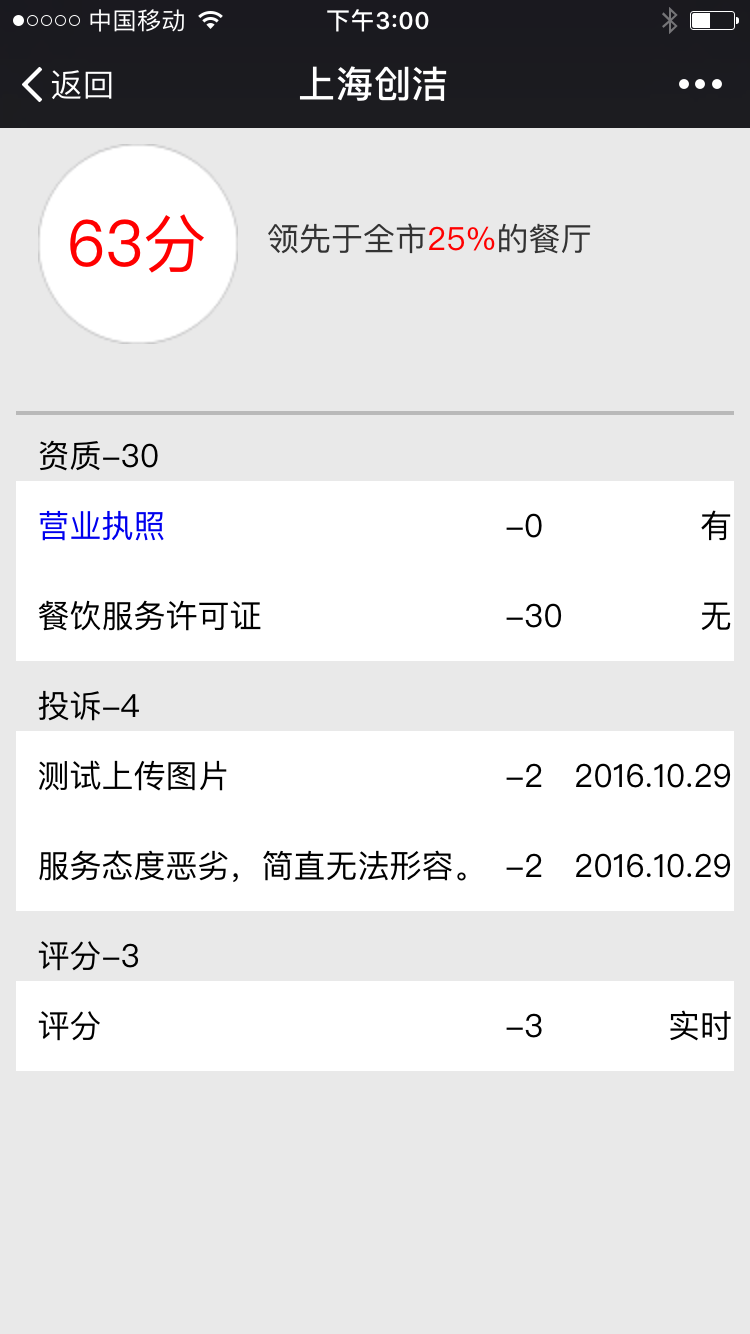 中国移动 下午3:00
返回 上海创洁
63分 领先于全市25%的餐厅
资质-30
营业执照 -0 有
餐饮服务许可证 -30 无
投诉-4
测试上传图片 -2 2016.10.29
服务态度恶劣，简直无法形容。 -2 2016.10.29
评分-3
评分 -3 实时